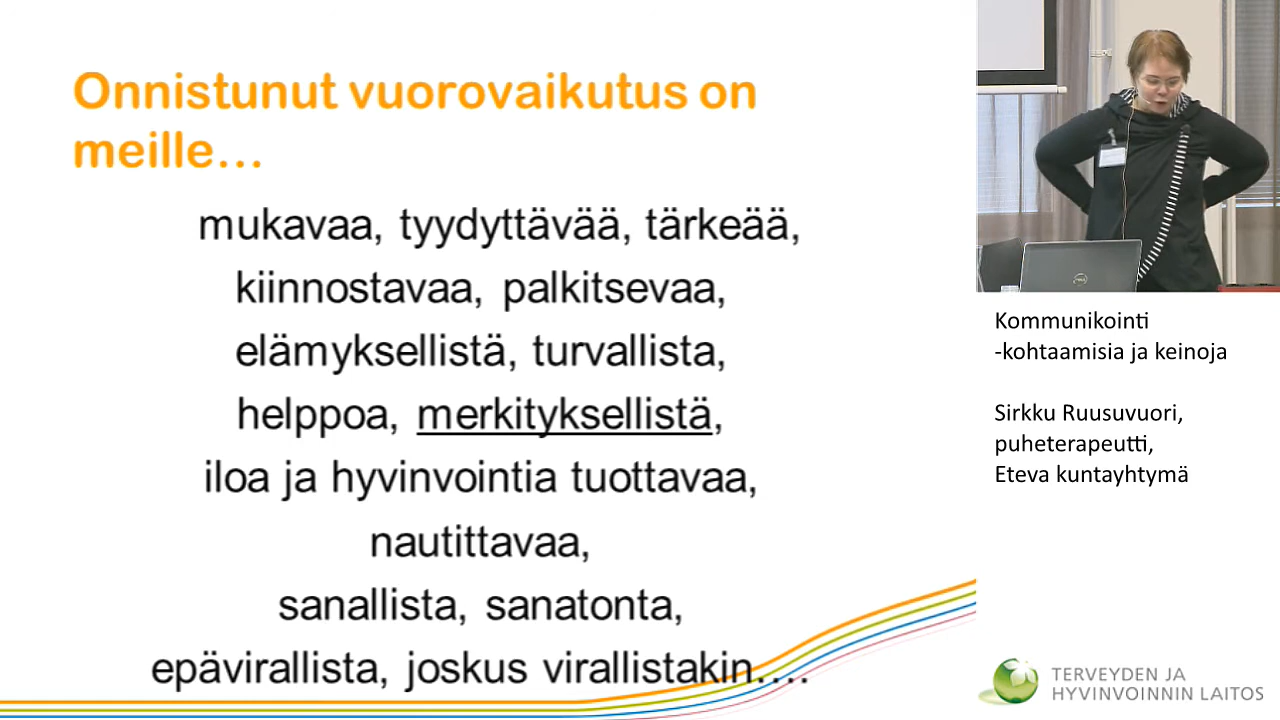 Onnistunut vuorovaikutus on
meille…
mukavaa, tyydyttävää, tärkeää,
kiinnostavaa, palkitsevaa,
elämyksellistä, turvallista,
helppoa, merkityksellistä,
iloa ja hyvinvointia tuottavaa,
nautittavaa,
sanallista, sanatonta,
epävirallista, joskus virallistakin….
Kommunikointi
-kohtaamisia ja keinoja
Sirkku Ruusuvuori,
puheterapeutti,
Eteva kuntayhtymä
TERVEYDEN JA
HYVINVOINNIN LAITOS